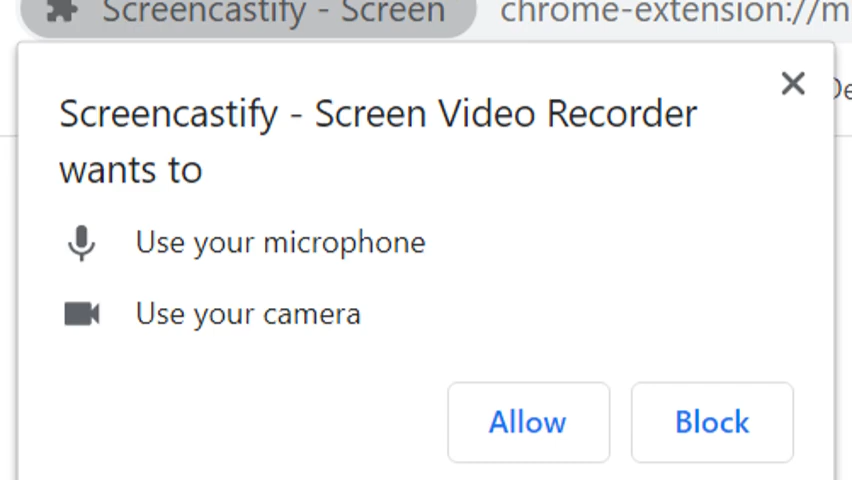 Screencastify - Screen chrome-extension://m
Screencastify - Screen Video Recorder
wants to
Use your microphone
Use your camera
Allow Block